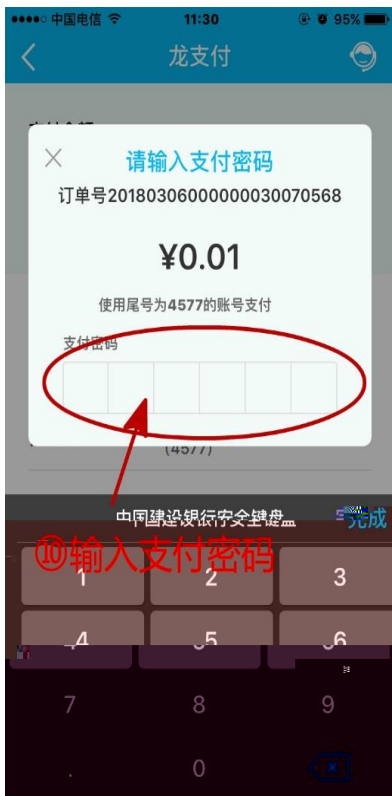 中国电信 11:30 95%
龙支付
请输入支付密码
订单号20180306000000030070568
¥0.01
使用尾号为4577的账号支付
支付密码
(4577)
中国建设银行安全键盘 完成
⑩输入支付密码
1 2 3
4 5 6
7 8 9
. 0